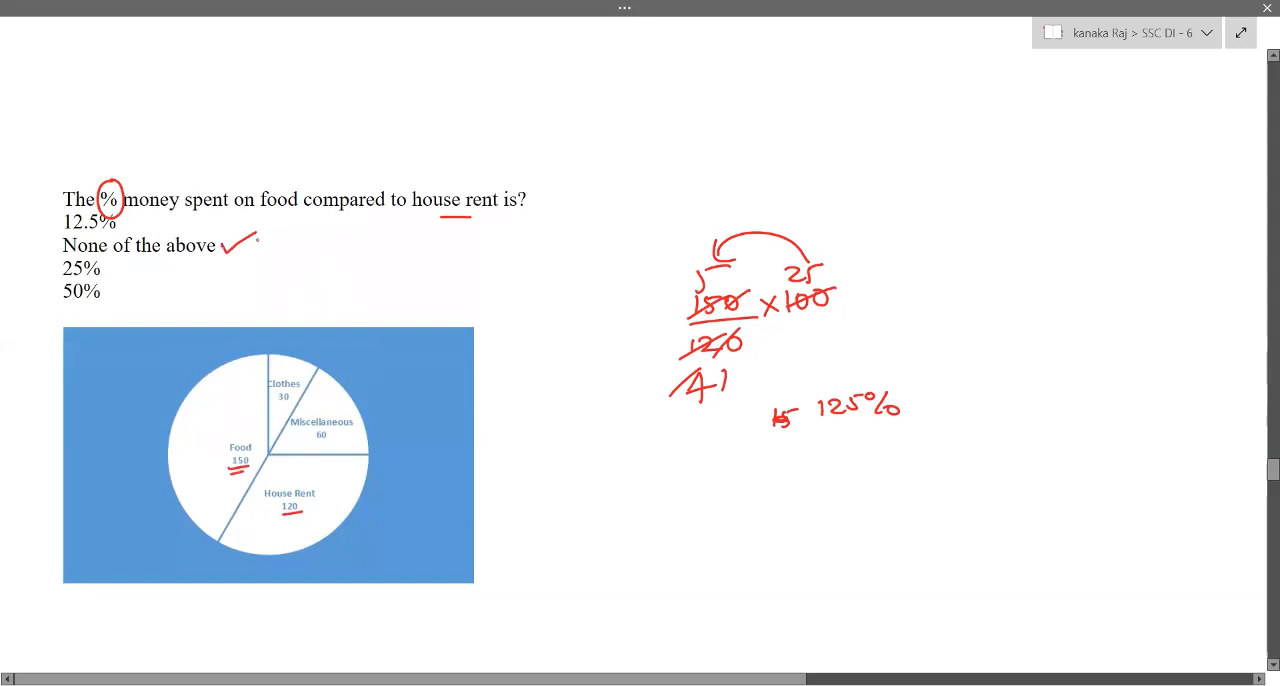 kanaka Raj > SSC DI - 6
The % money spent on food compared to house rent is?
12.5%
None of the above
25%
50%
Clothes
30
Miscellaneous
60
Food
150
House Rent
120
5 25
150 × 100
120
4 1
125%